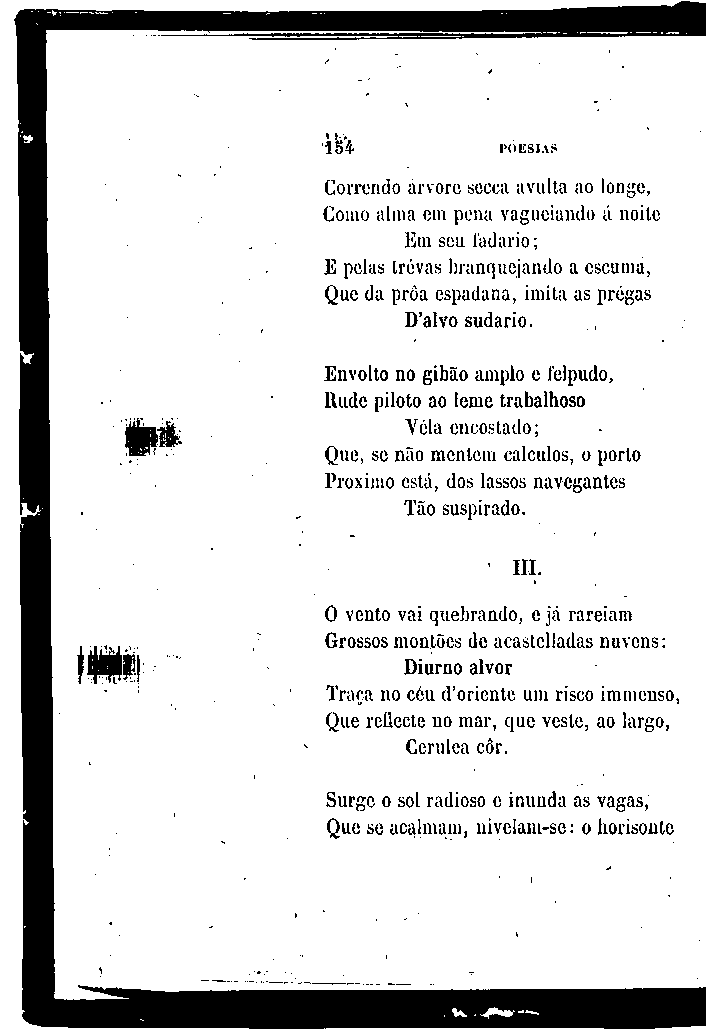 154 POESIAS
Correndo árvore secca avulta ao longe,
Como alma em pena vagueiando á noite
Em seu fadario;
E pelas trévas branquejando a escuma,
Que da prôa espadana, imita as prégas
D'alvo sudario.
Envolto no gibão amplo e felpudo,
Rude piloto ao leme trabalhoso
Véla encostado;
Que, se não mentem calculos, o porto
Proximo está, dos lassos navegantes
Tão suspirado.
III.
O vento vai quebrando, e já rareiam
Grossos montões de acastelladas nuvens:
Diurno alvor
Traça no céu d'oriente um risco immenso,
Que reflecte no mar, que veste, ao largo,
Cerulea côr.
Surge o sol radioso e inunda as vagas,
Que se acalmam, nivelam-se: o horisonte